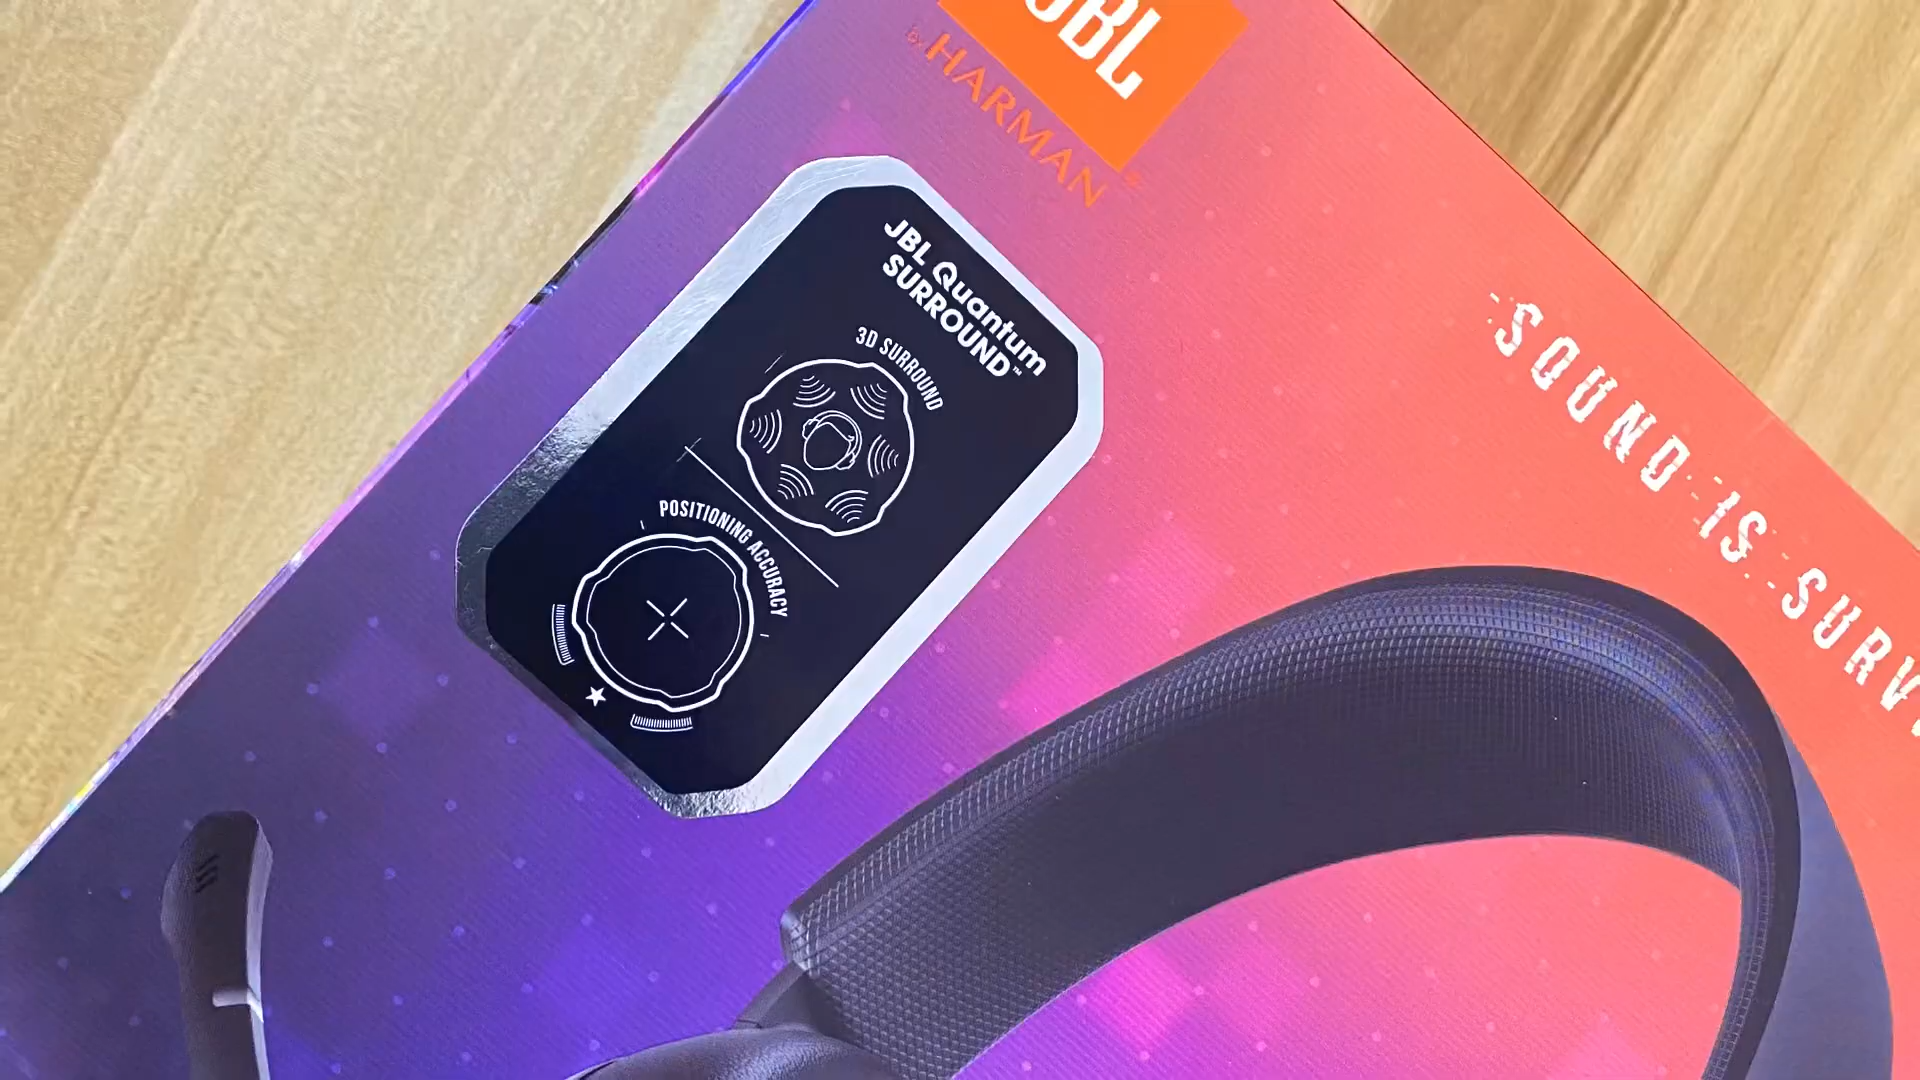 JBL
by HARMAN®
JBL Quantum
SURROUND™
3D SURROUND
POSITIONING ACCURACY
SOUND IS SURV